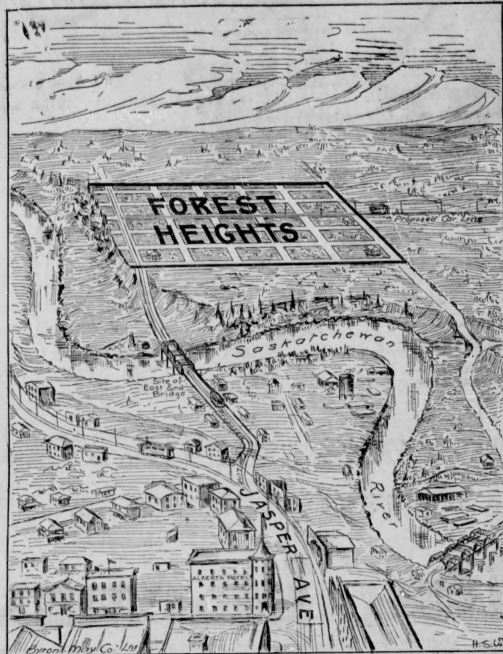 FOREST
HEIGHTS
Proposed Car Line
Saskatchewan
River
Site of
East End
Bridge
JASPER AVE
ALBERTA HOTEL
Byron May Co. Ltd